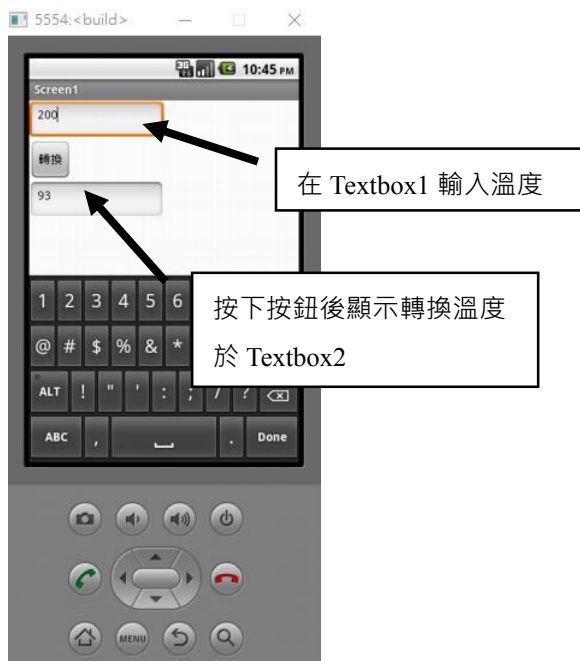 5554:<build>
3G
10:45 PM
Screen1
200
轉換
93
在 Textbox1 輸入溫度
按下按鈕後顯示轉換溫度
於 Textbox2
1 2 3 4 5 6
@ # $ % & *
ALT ! " ' : ; / ?
ABC , . Done
MENU